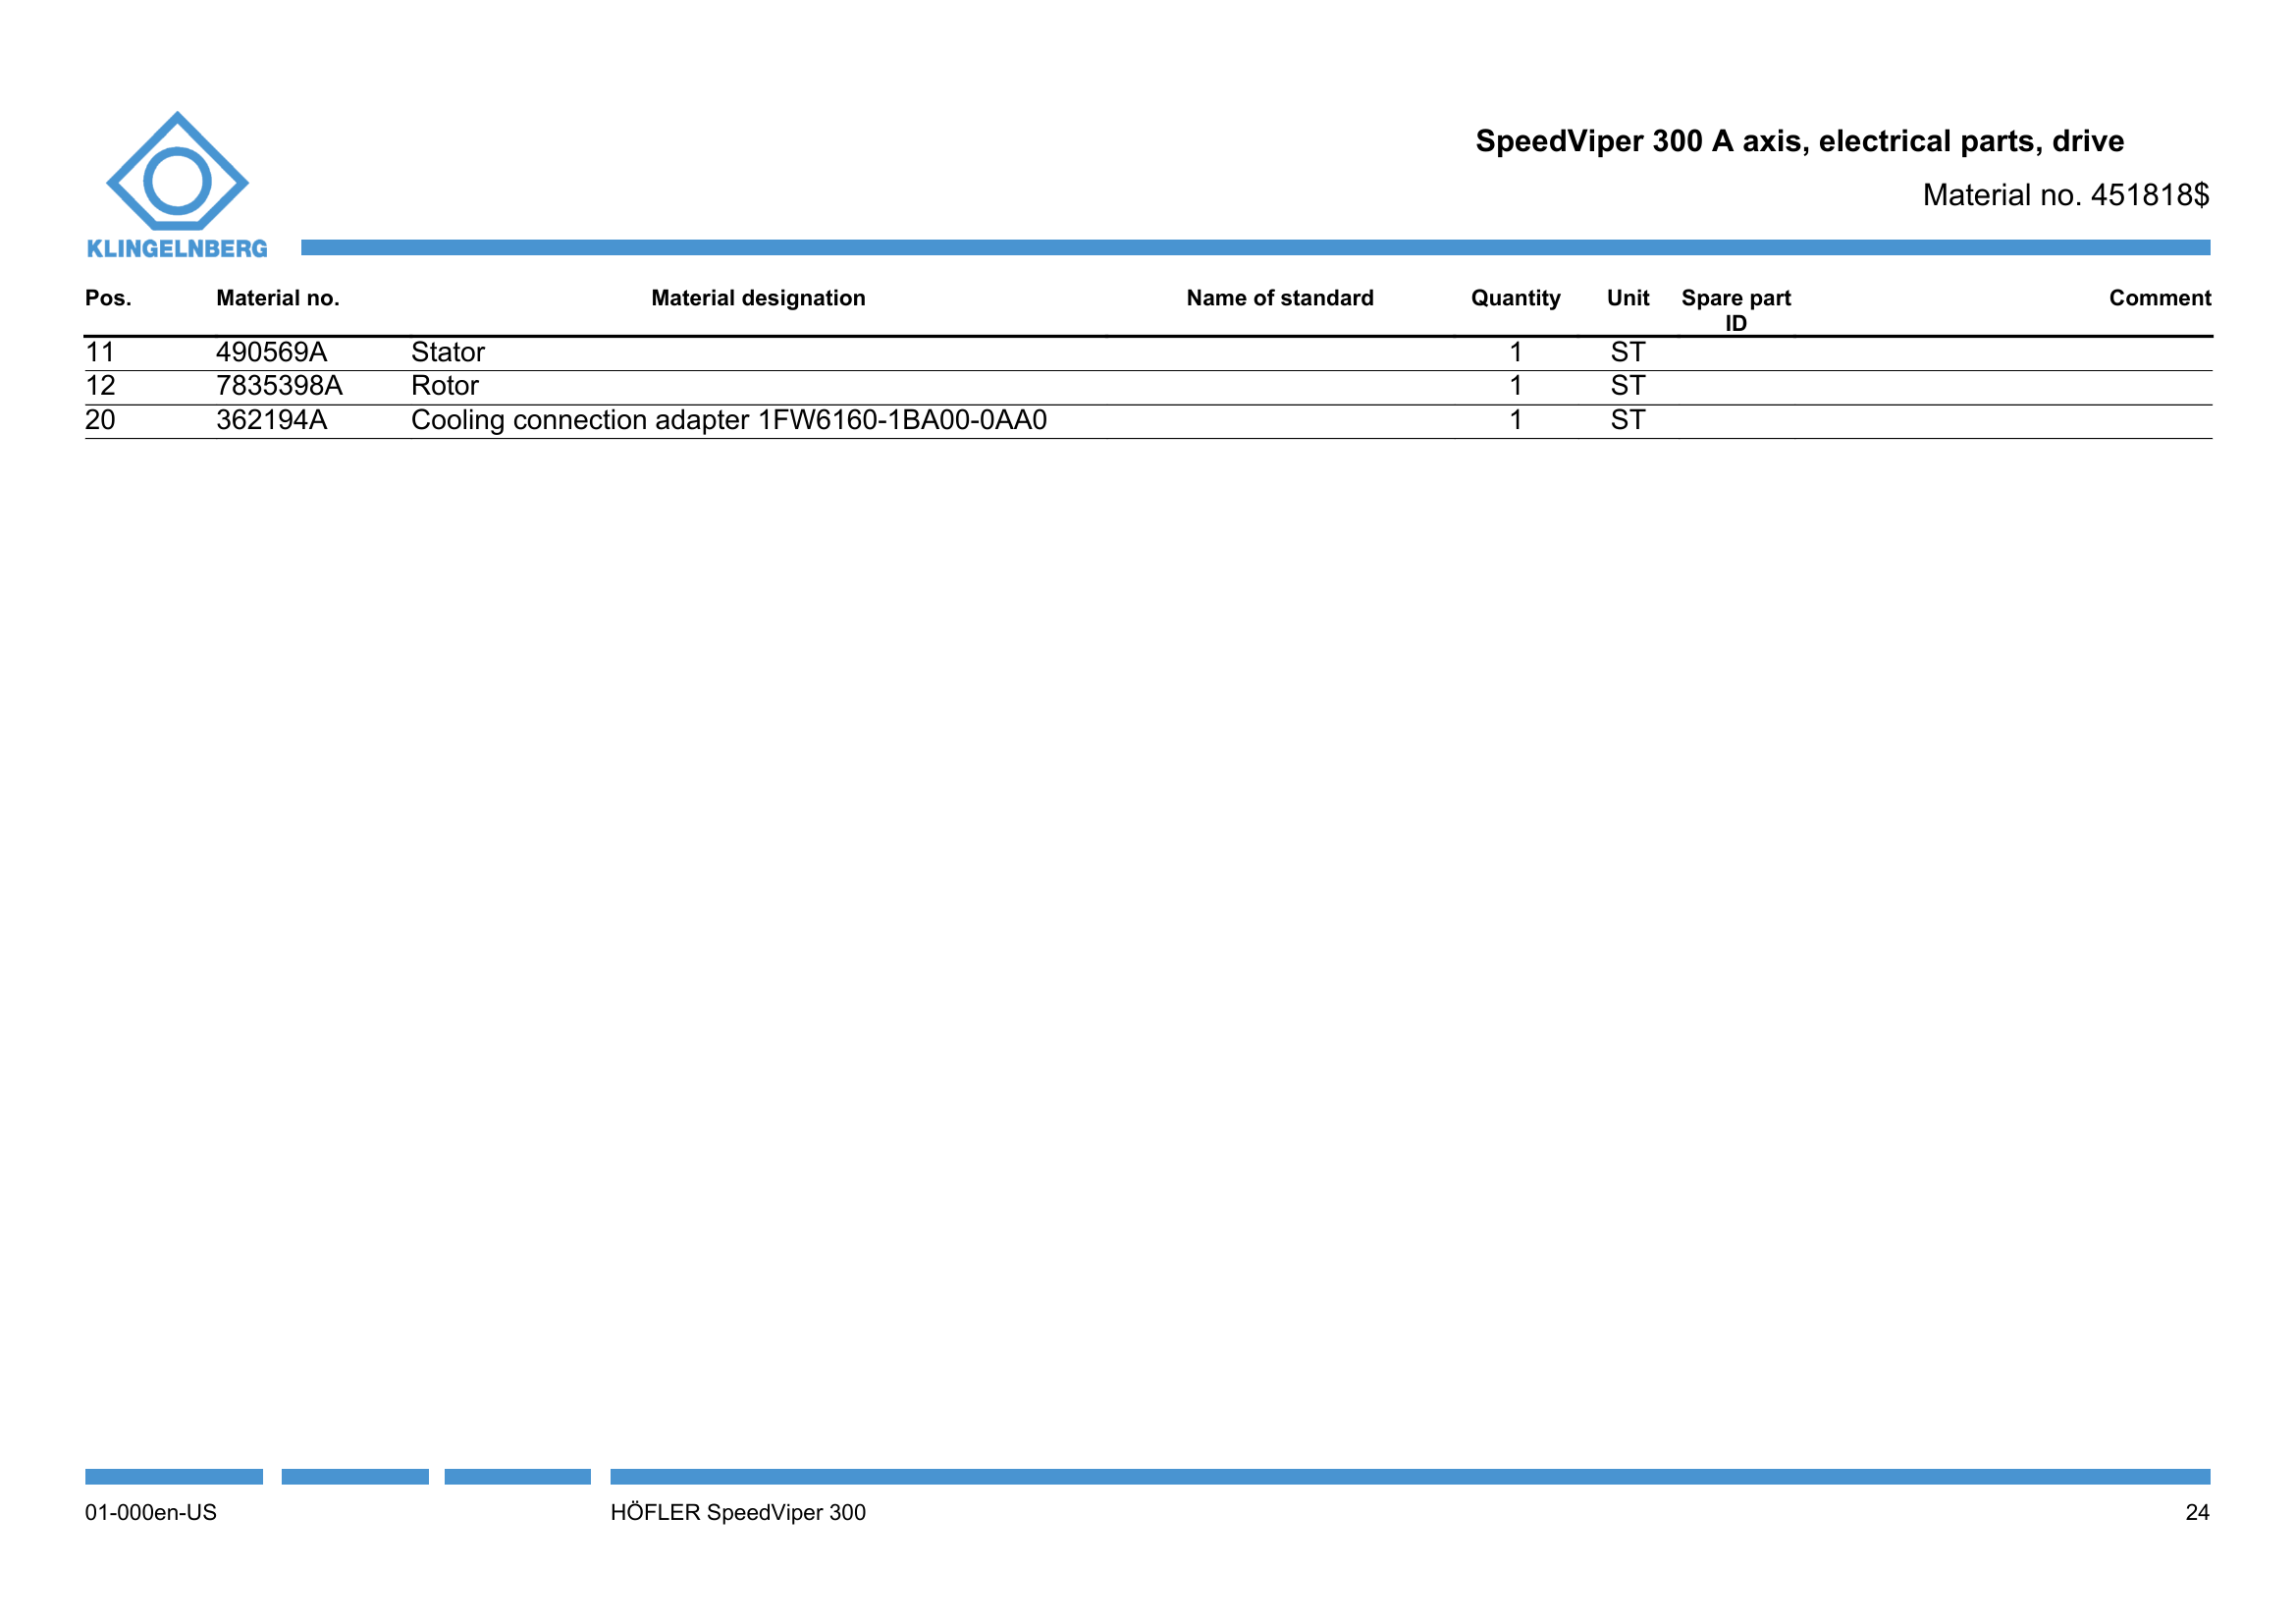 KLINGELNBERG
SpeedViper 300 A axis, electrical parts, drive
Material no. 451818$
Pos. Material no. Material designation Name of standard Quantity Unit Spare part ID Comment
11 490569A Stator 1 ST
12 7835398A Rotor 1 ST
20 362194A Cooling connection adapter 1FW6160-1BA00-0AA0 1 ST
01-000en-US HÖFLER SpeedViper 300 24